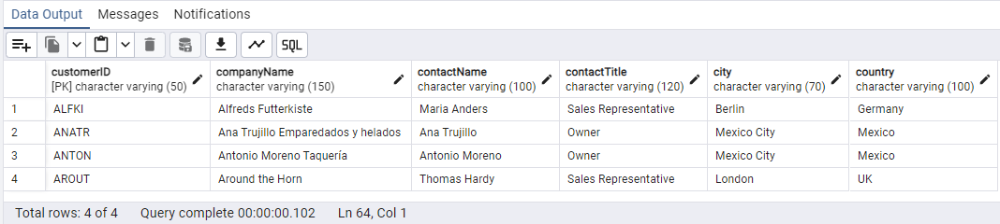 Data Output Messages Notifications
SQL
customerID companyName contactName contactTitle city country
[PK] character varying (50) character varying (150) character varying (100) character varying (120) character varying (70) character varying (100)
1 ALFKI Alfreds Futterkiste Maria Anders Sales Representative Berlin Germany
2 ANATR Ana Trujillo Emparedados y helados Ana Trujillo Owner Mexico City Mexico
3 ANTON Antonio Moreno Taquería Antonio Moreno Owner Mexico City Mexico
4 AROUT Around the Horn Thomas Hardy Sales Representative London UK
Total rows: 4 of 4 Query complete 00:00:00.102 Ln 64, Col 1